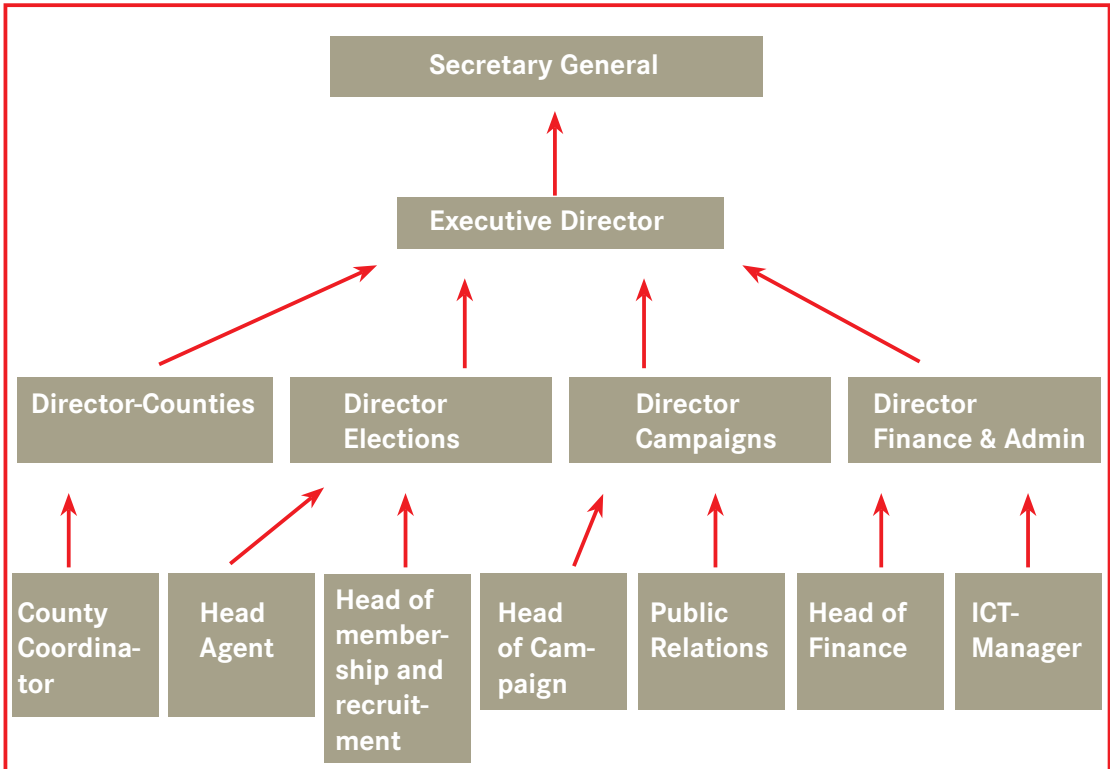 Secretary General
Executive Director
Director-Counties
Director
Elections
Director
Campaigns
Director
Finance & Admin
County
Coordina-
tor
Head
Agent
Head of
member-
ship and
recruit-
ment
Head
of Cam-
paign
Public
Relations
Head of
Finance
ICT-
Manager